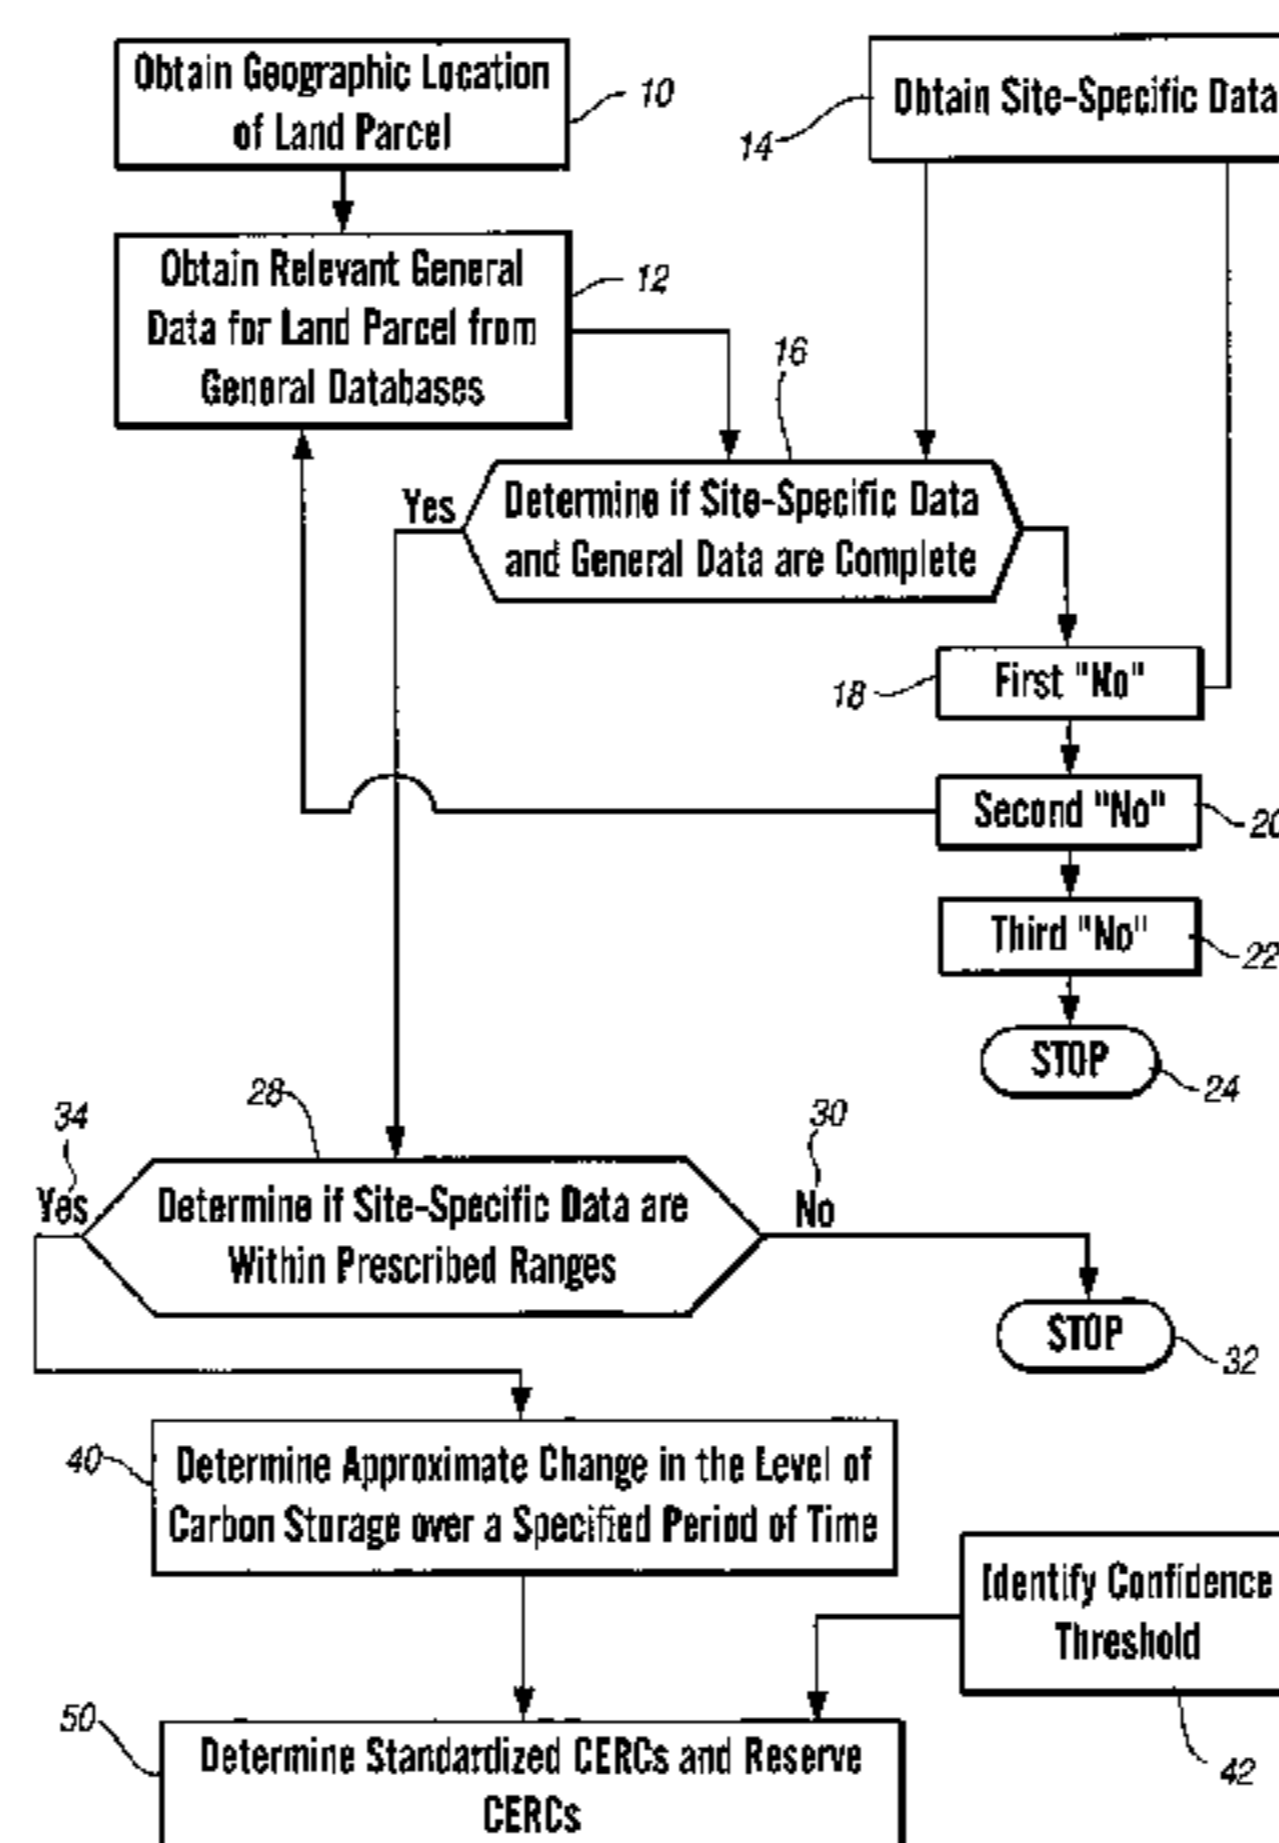 Obtain Geographic Location
of Land Parcel
10
Obtain Site-Specific Data
14
Obtain Relevant General
Data for Land Parcel from
General Databases
12
16
Yes
Determine if Site-Specific Data
and General Data are Complete
18
First "No"
Second "No"
20
Third "No"
22
STOP
24
28
34
30
Yes
Determine if Site-Specific Data are
Within Prescribed Ranges
No
STOP
32
40
Determine Approximate Change in the Level of
Carbon Storage over a Specified Period of Time
Identify Confidence
Threshold
42
50
Determine Standardized CERCs and Reserve
CERCs